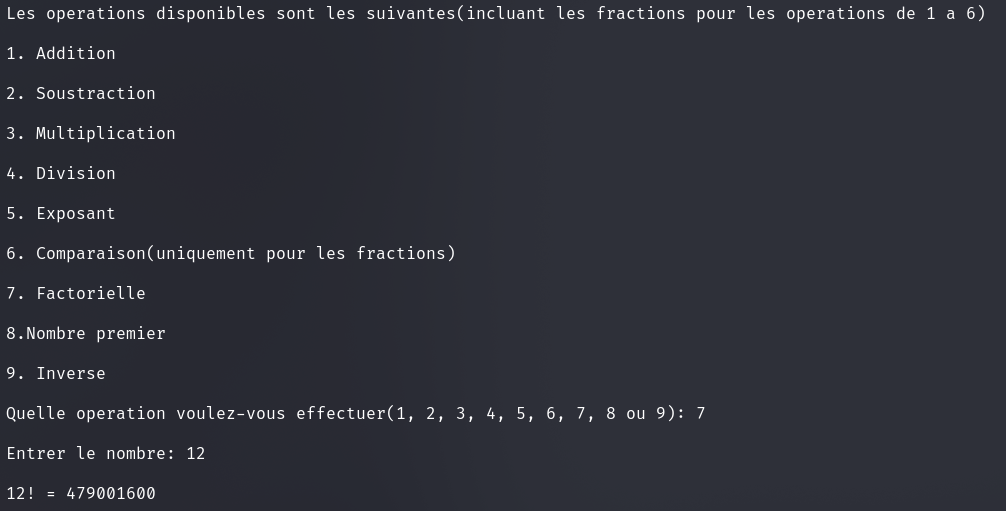 Les operations disponibles sont les suivantes(incluant les fractions pour les operations de 1 a 6)
1. Addition
2. Soustraction
3. Multiplication
4. Division
5. Exposant
6. Comparaison(uniquement pour les fractions)
7. Factorielle
8.Nombre premier
9. Inverse
Quelle operation voulez-vous effectuer(1, 2, 3, 4, 5, 6, 7, 8 ou 9): 7
Entrer le nombre: 12
12! = 479001600